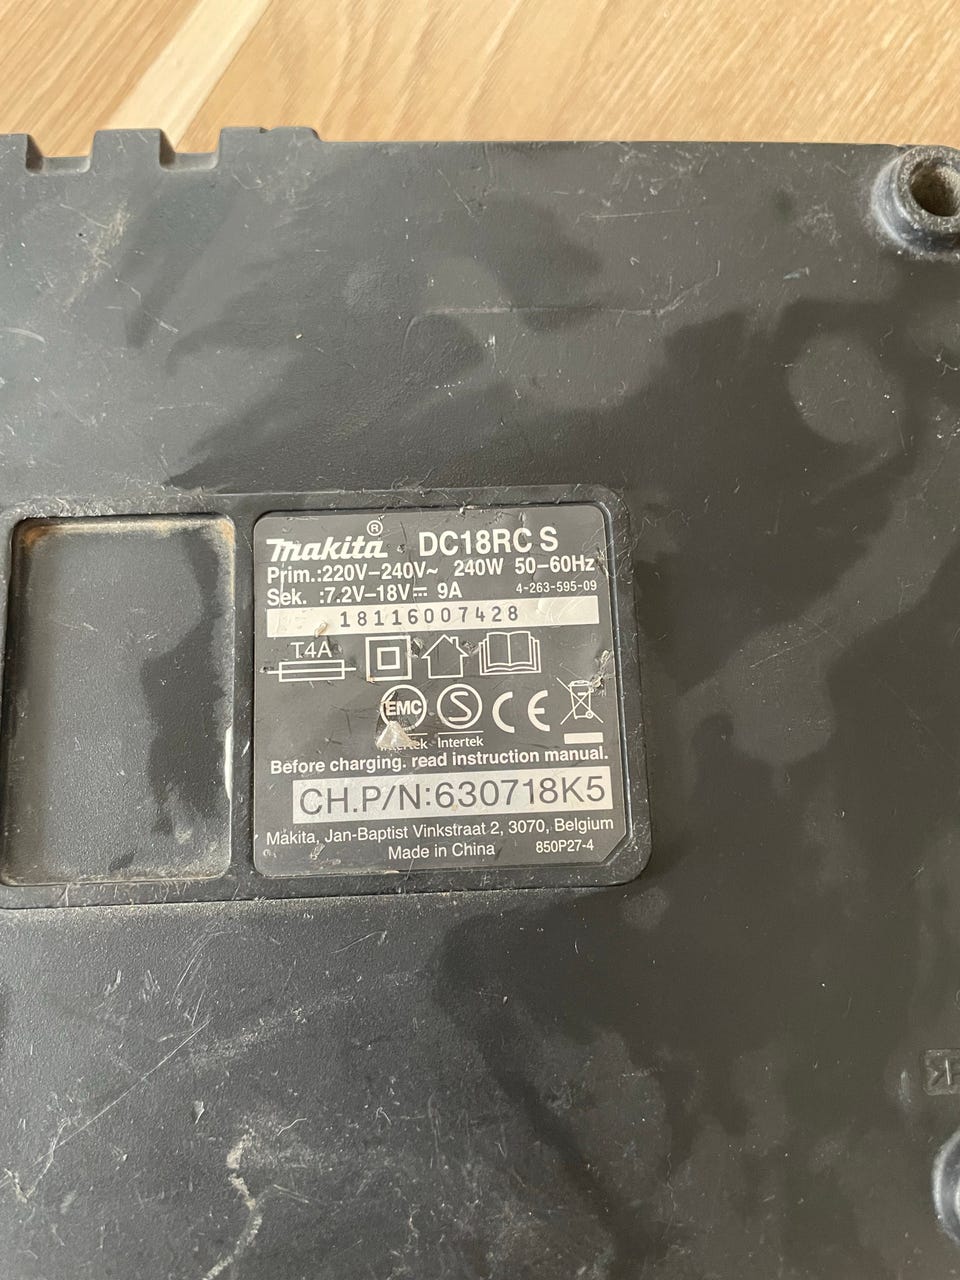 makita® DC18RC S
Prim.:220V–240V~ 240W 50–60Hz
Sek. :7.2V–18V⎓ 9A 4-263-595-09
18116007428
T4A
EMC S CE
Intertek Intertek
Before charging. read instruction manual.
CH.P/N:630718K5
Makita, Jan-Baptist Vinkstraat 2, 3070, Belgium
Made in China 850P27-4